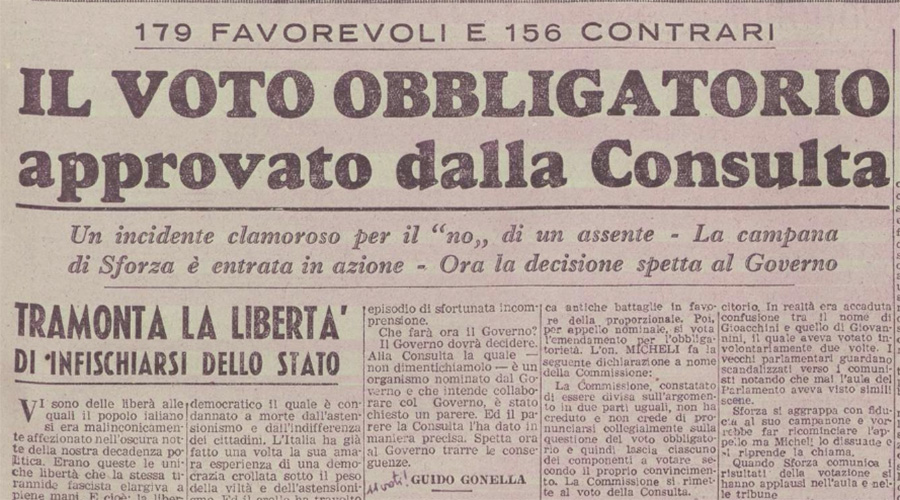 179 FAVOREVOLI E 156 CONTRARI
IL VOTO OBBLIGATORIO
approvato dalla Consulta
Un incidente clamoroso per il “no„ di un assente - La campana
di Sforza è entrata in azione - Ora la decisione spetta al Governo
TRAMONTA LA LIBERTA'
DI INFISCHIARSI DELLO STATO
VI sono delle liberà alle
quali il popolo ialiano
si era malinconicamen-
te affezionato nell'oscura not-
te della nostra decadenza po-
litica. Erano queste le uni-
che libertà che la stessa ti-
rannide fascista elargiva a
piene mani. E cioè: la liber
democratico il quale è con-
dannato a morte dall'asten-
sionismo e dall'indifferenza
dei cittadini. L'Italia ha già
fatto una volta la sua ama-
ra esperienza di una demo-
crazia crollata sotto il peso
della viltà e dell'astensioni-
episodio di sfortunata incom-
prensione.
Che farà ora il Governo?
Il Governo dovrà decidere.
Alla Consulta la quale —
non dimentichiamolo — è un
organismo nominato dal Go-
verno e che intende collabo-
rare col Governo, è stato
chiesto un parere. Ed il pa-
rere la Consulta l'ha dato in
maniera precisa. Spetta ora
al Governo trarre le conse-
guenze.
GUIDO GONELLA
ca antiche battaglie in favo-
re della proporzionale. Poi,
per appello nominale, si vota
l'emendamento per l'obbliga-
torietà. L'on. MICHELI fa la
seguente dichiarazione a nome
della Commissione:
La Commissione, constatato
di essere divisa sull'argomen-
to in due parti uguali, non ha
creduto e non crede di pro-
nunciarsi collegialmente sulla
questione del voto obbligato-
rio e quindi lascia ciascuno
dei componenti a votare se-
condo il proprio convincimen-
to. La Commissione si rimet-
te al voto della Consulta.
citorio. In realtà era accaduta
confusione tra il nome di
Gioacchini e quello di Giovan-
nini, il quale aveva votato in-
volontariamente due volte. I
vecchi parlamentari guardano
scandalizzati verso i comuni-
sti notando che mai l'aula del
Parlamento aveva visto simili
scene.
Sforza si aggrappa con fidu-
cia al suo campanone e vor-
rebbe far ricominciare l'ap-
pello ma Micheli lo dissuade e
si riprende la chiama.
Quando Sforza comunica i
risultati della votazione si
hanno applausi nell'aula e nel-
le tribune